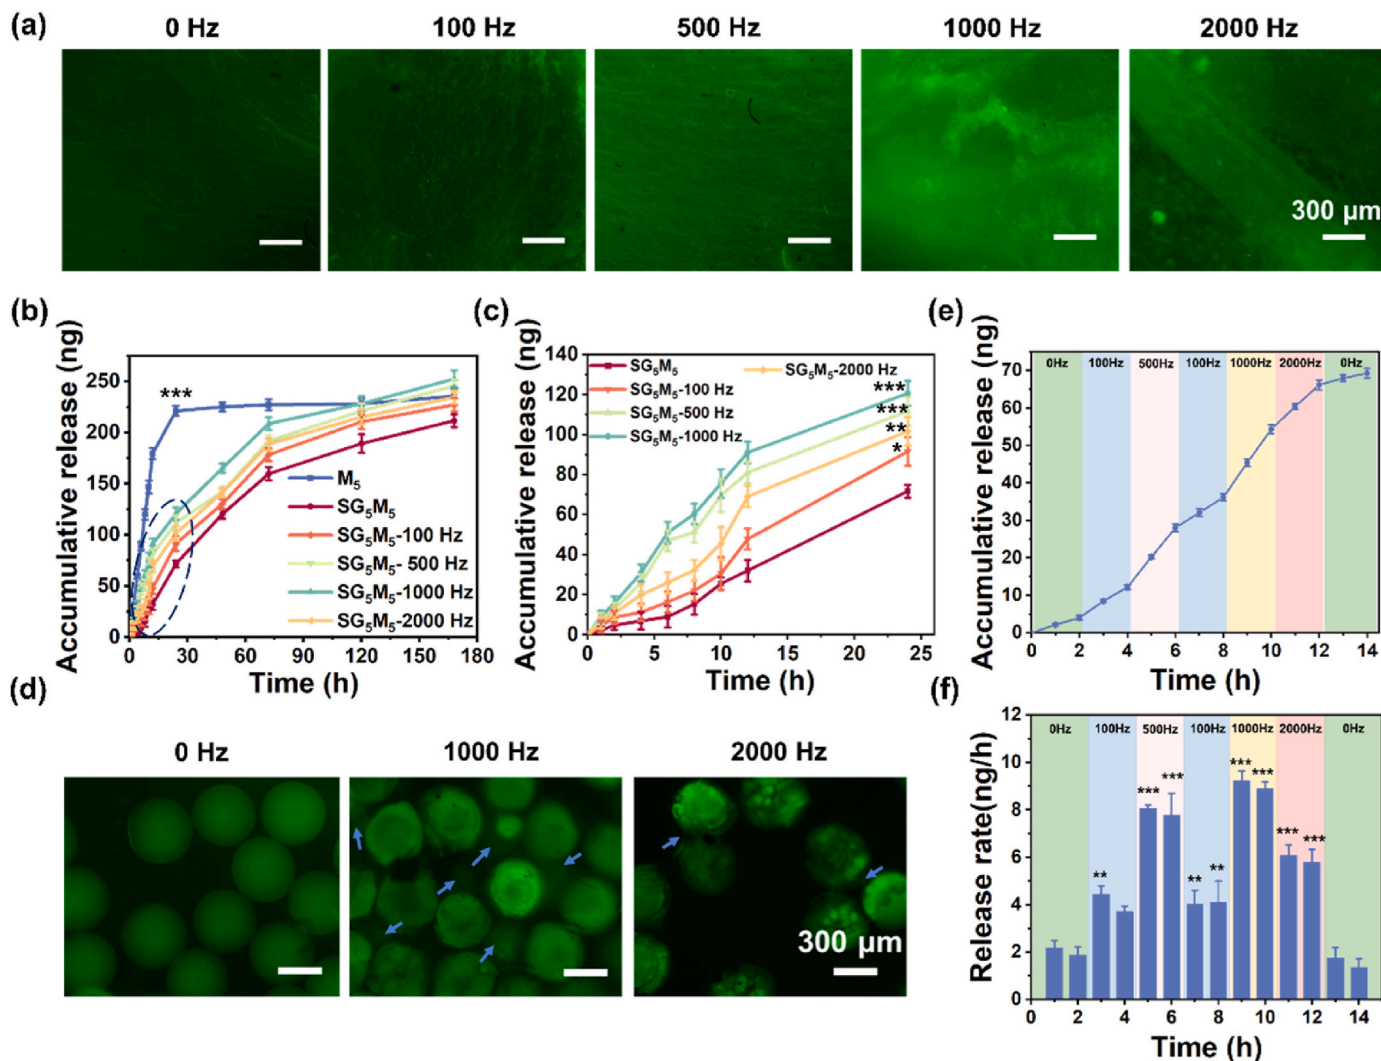 (a)
0 Hz
100 Hz
500 Hz
1000 Hz
2000 Hz
300 μm
(b)
Accumulative release (ng)
250
200
150
100
50
0
***
M₅
SG₅M₅
SG₅M₅-100 Hz
SG₅M₅- 500 Hz
SG₅M₅-1000 Hz
SG₅M₅-2000 Hz
0 30 60 90 120 150 180
Time (h)
(c)
Accumulative release (ng)
140
120
100
80
60
40
20
0
SG₅M₅
SG₅M₅-100 Hz
SG₅M₅-500 Hz
SG₅M₅-1000 Hz
SG₅M₅-2000 Hz
***
***
**
*
0 5 10 15 20 25
Time (h)
(e)
Accumulative release (ng)
70
60
50
40
30
20
10
0
0Hz 100Hz 500Hz 100Hz 1000Hz 2000Hz 0Hz
0 2 4 6 8 10 12 14
Time (h)
(d)
0 Hz
1000 Hz
2000 Hz
300 μm
(f)
Release rate(ng/h)
12
10
8
6
4
2
0
0Hz 100Hz 500Hz 100Hz 1000Hz 2000Hz 0Hz
** *** *** ** ** *** *** *** ***
0 2 4 6 8 10 12 14
Time (h)